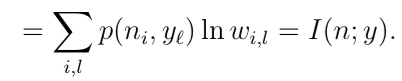 = \sum_{i,l} p(n_i, y_\ell) \ln w_{i,l} = I(n; y).